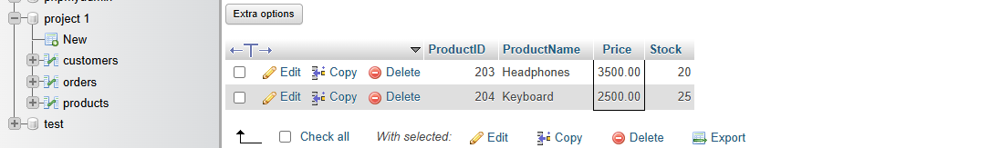 phpmyadmin
project 1
New
customers
orders
products
test
Extra options
ProductID ProductName Price Stock
Edit Copy Delete 203 Headphones 3500.00 20
Edit Copy Delete 204 Keyboard 2500.00 25
Check all With selected: Edit Copy Delete Export